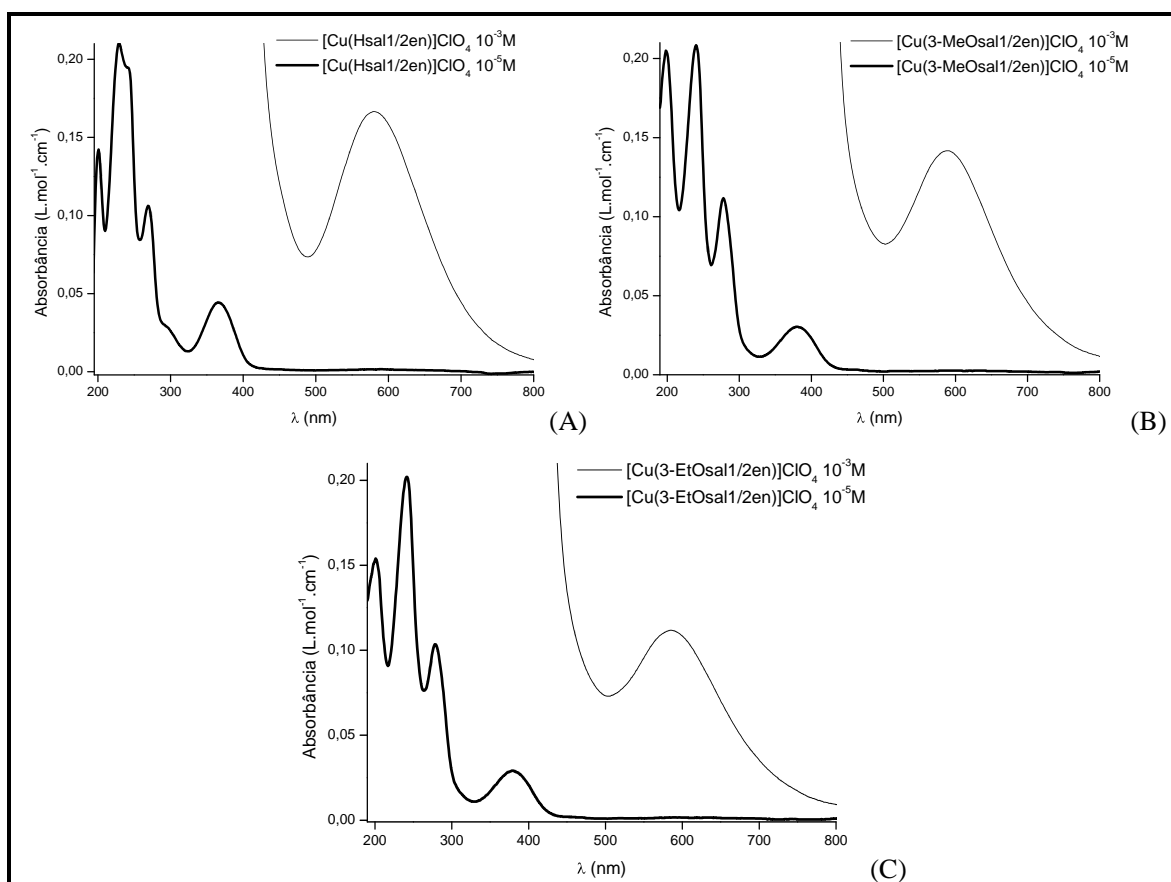 [Cu(Hsal1/2en)]ClO₄ 10⁻³M
[Cu(Hsal1/2en)]ClO₄ 10⁻⁵M
0,20
0,15
0,10
0,05
0,00
Absorbância (L.mol⁻¹.cm⁻¹)
200 300 400 500 600 700 800
λ (nm)
(A)
[Cu(3-MeOsal1/2en)]ClO₄ 10⁻³M
[Cu(3-MeOsal1/2en)]ClO₄ 10⁻⁵M
0,20
0,15
0,10
0,05
0,00
Absorbância (L.mol⁻¹.cm⁻¹)
200 300 400 500 600 700 800
λ (nm)
(B)
[Cu(3-EtOsal1/2en)]ClO₄ 10⁻³M
[Cu(3-EtOsal1/2en)]ClO₄ 10⁻⁵M
0,20
0,15
0,10
0,05
0,00
Absorbância (L.mol⁻¹.cm⁻¹)
200 300 400 500 600 700 800
λ (nm)
(C)